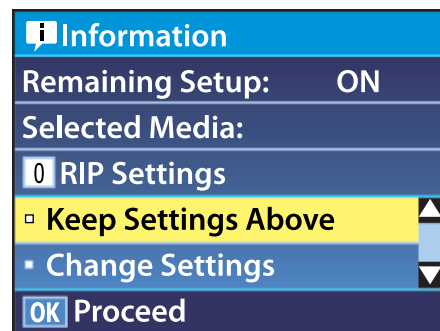 Information
Remaining Setup: ON
Selected Media:
0 RIP Settings
Keep Settings Above
Change Settings
OK Proceed